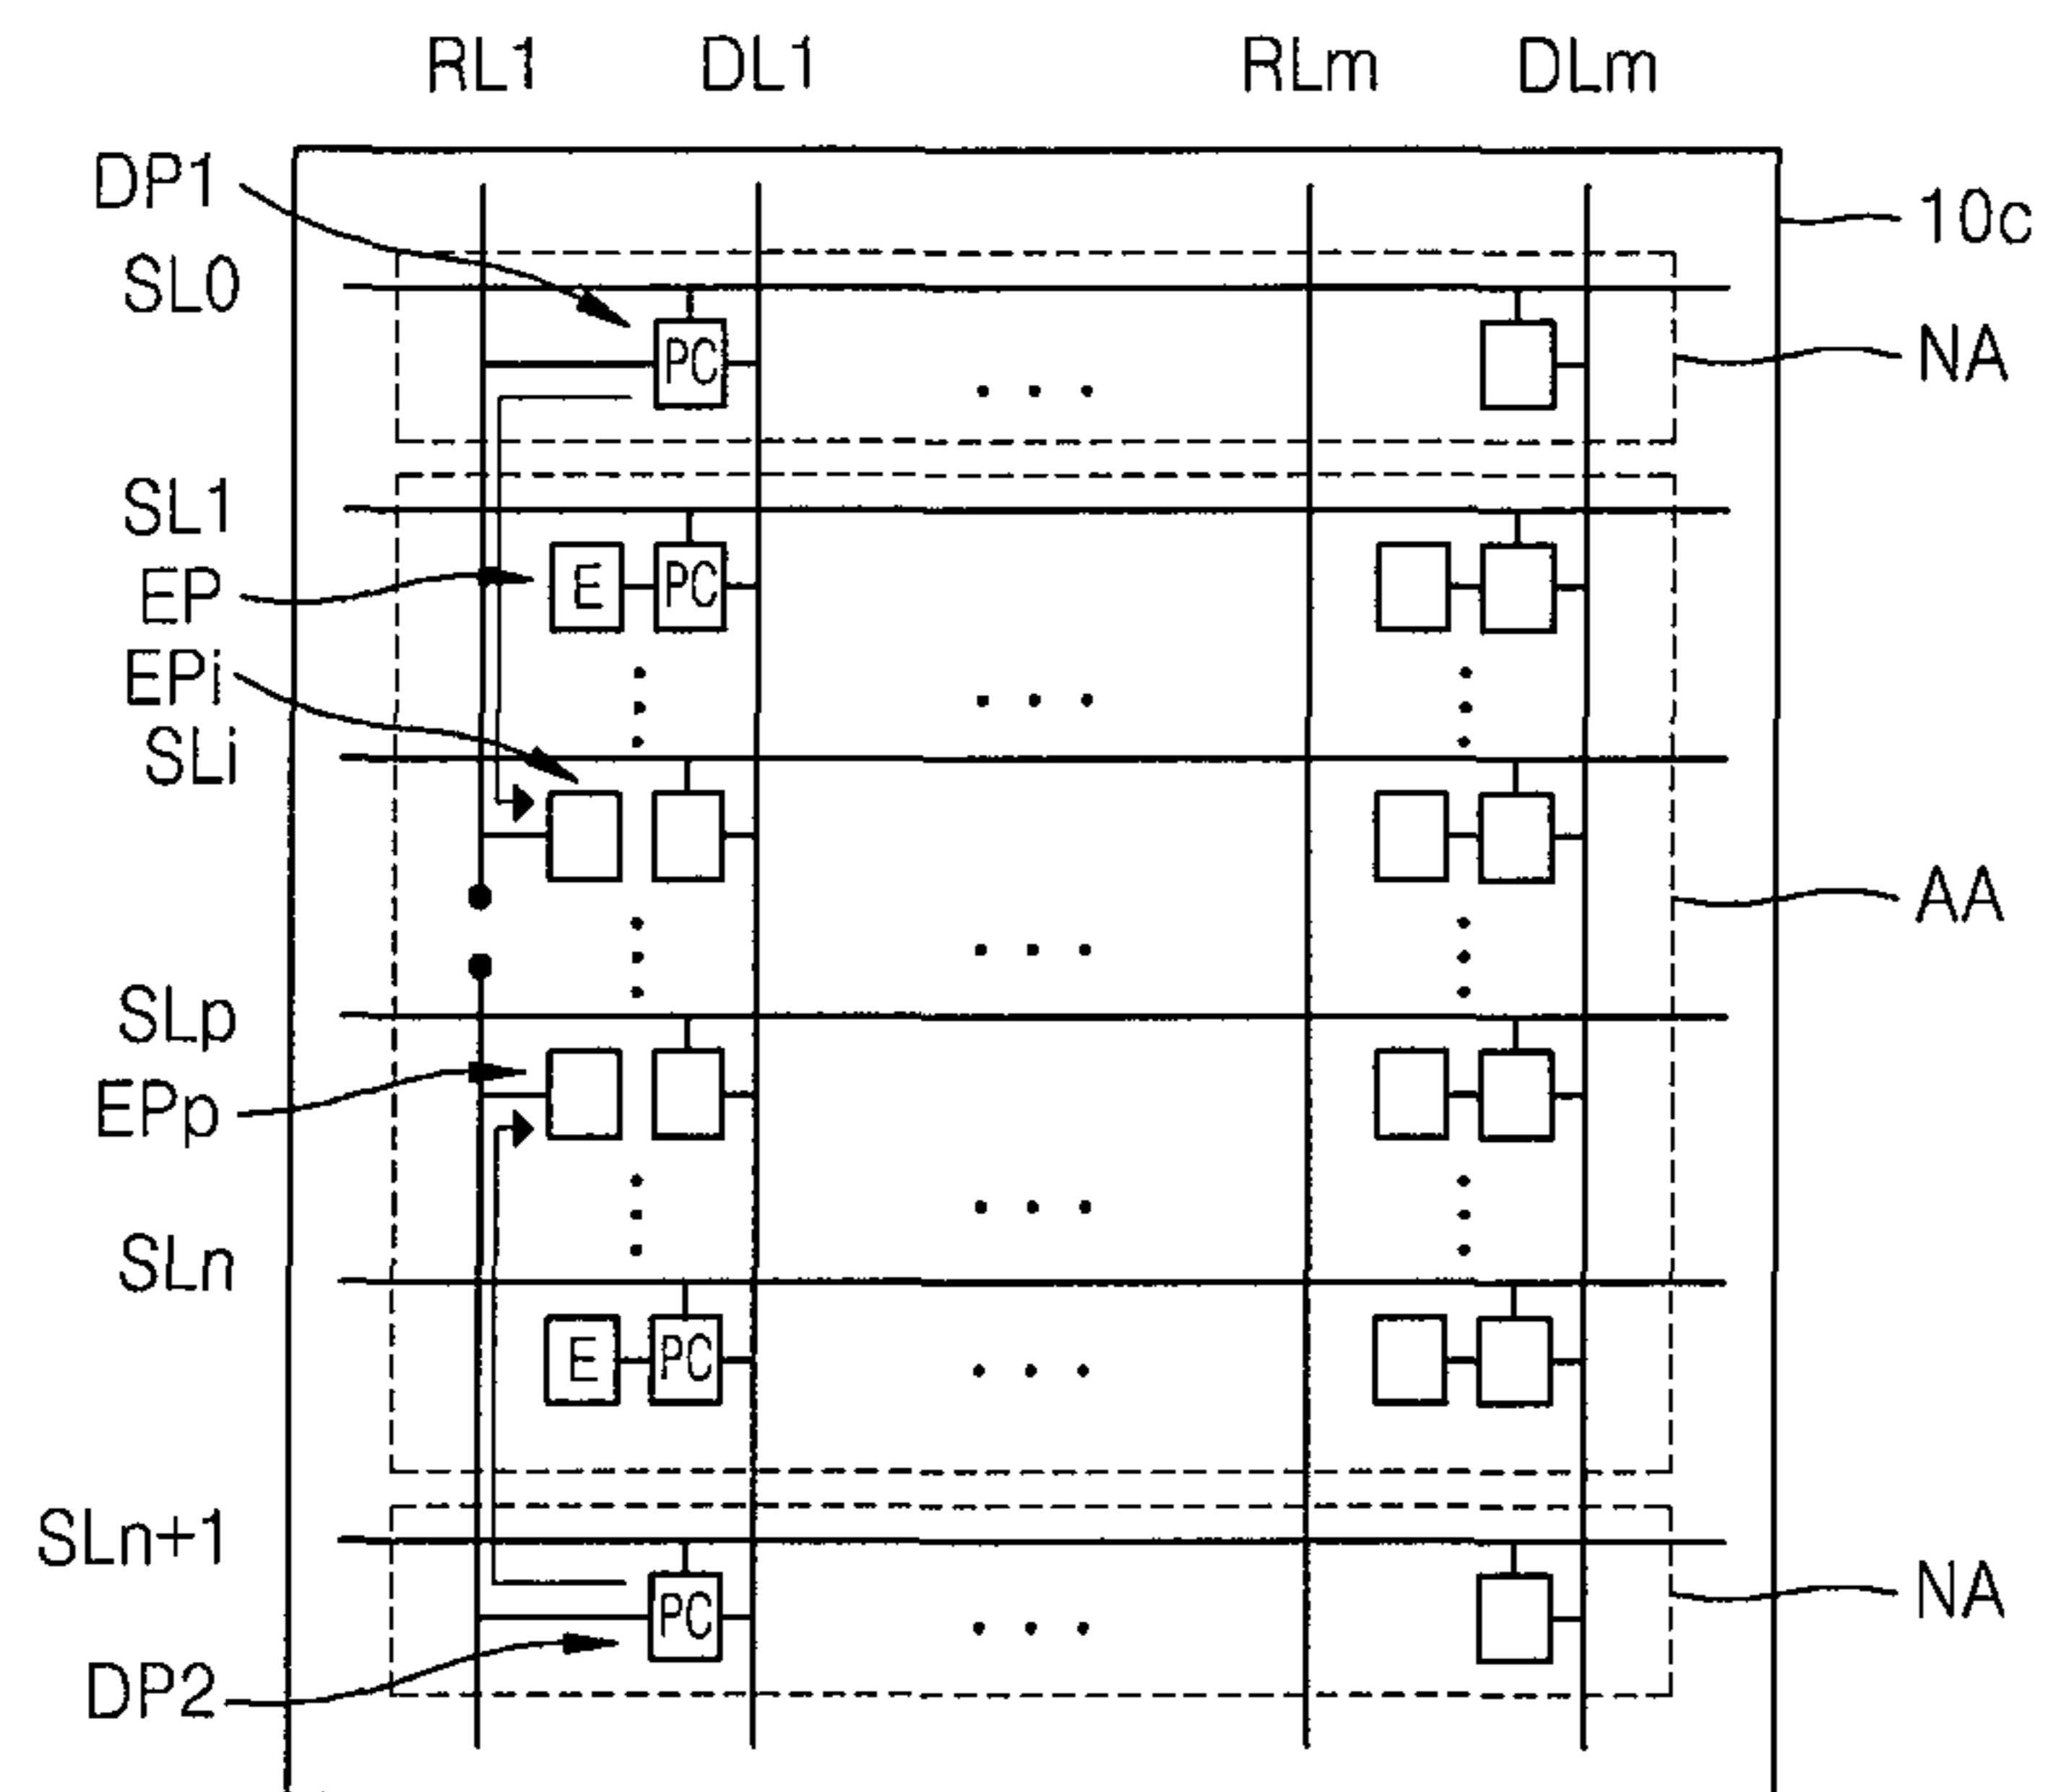 RL1 DL1 RLm DLm
DP1
10c
SL0
PC
NA
SL1
EP
E PC
EPi
SLi
AA
SLp
EPp
SLn
E PC
SLn+1
PC
NA
DP2